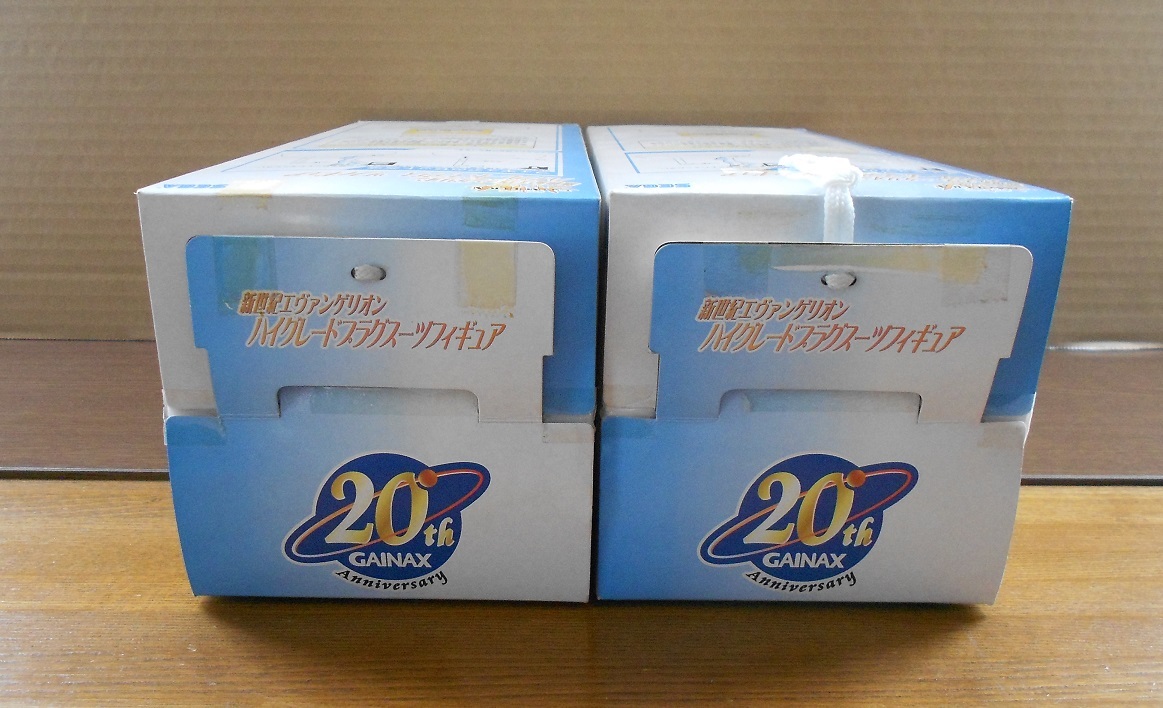 SEGA
新世紀エヴァンゲリオン
ハイグレードプラグスーツフィギュア
20th
GAINAX
Anniversary
SEGA
新世紀エヴァンゲリオン
ハイグレードプラグスーツフィギュア
20th
GAINAX
Anniversary